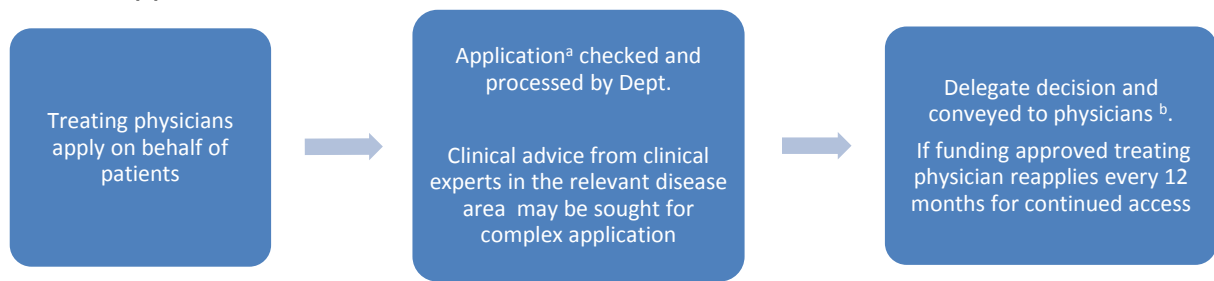 Treating physicians
apply on behalf of
patients
Applicationᵃ checked and
processed by Dept.
Clinical advice from clinical
experts in the relevant disease
area may be sought for
complex application
Delegate decision and
conveyed to physicians ᵇ.
If funding approved treating
physician reapplies every 12
months for continued access